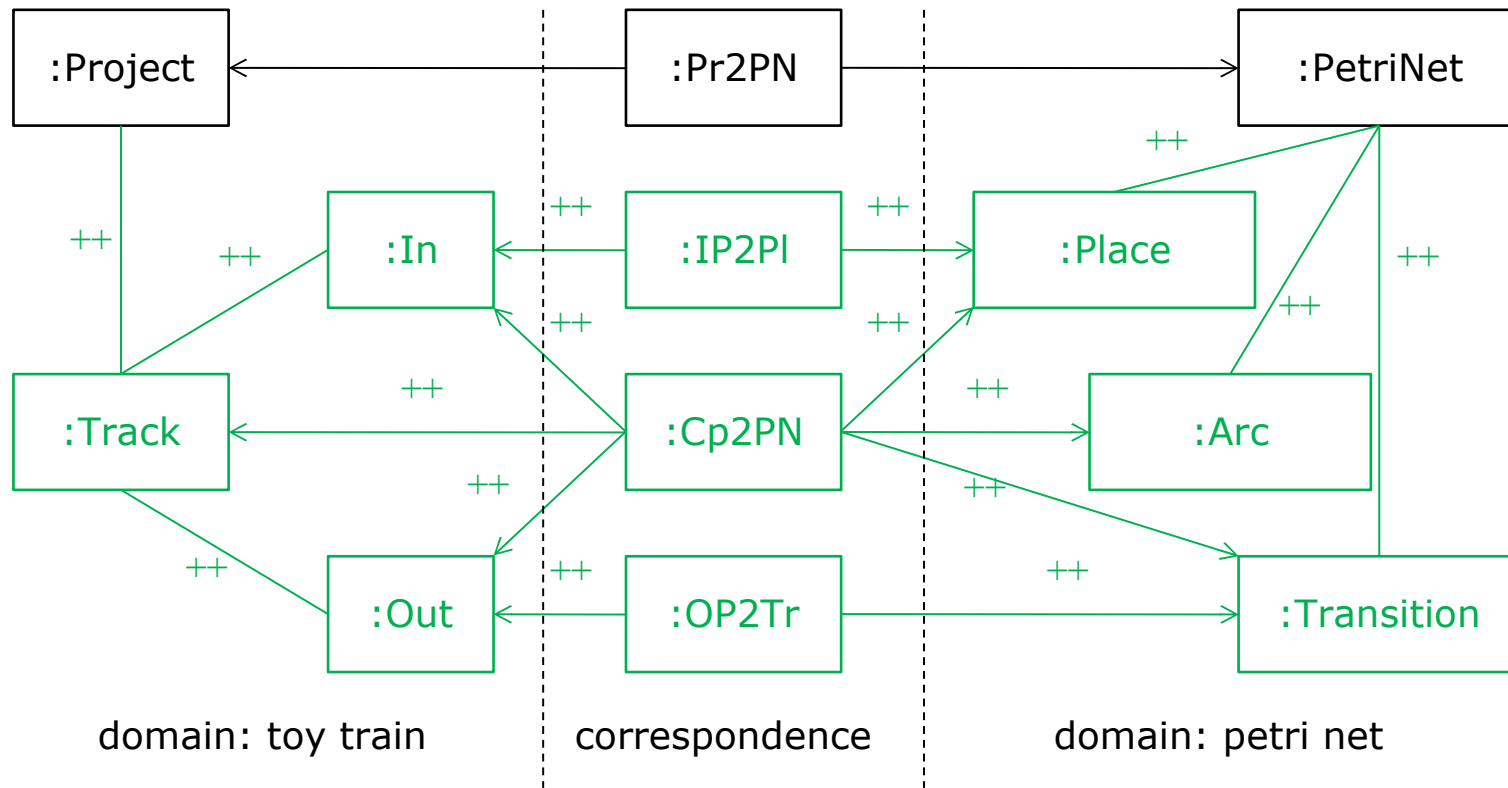 :Project
:Pr2PN
:PetriNet
++
++
++
++
++
++
:In
:IP2Pl
:Place
++
++
++
++
++
++
:Track
:Cp2PN
:Arc
++
++
++
++
++
:Out
:OP2Tr
:Transition
domain: toy train
correspondence
domain: petri net